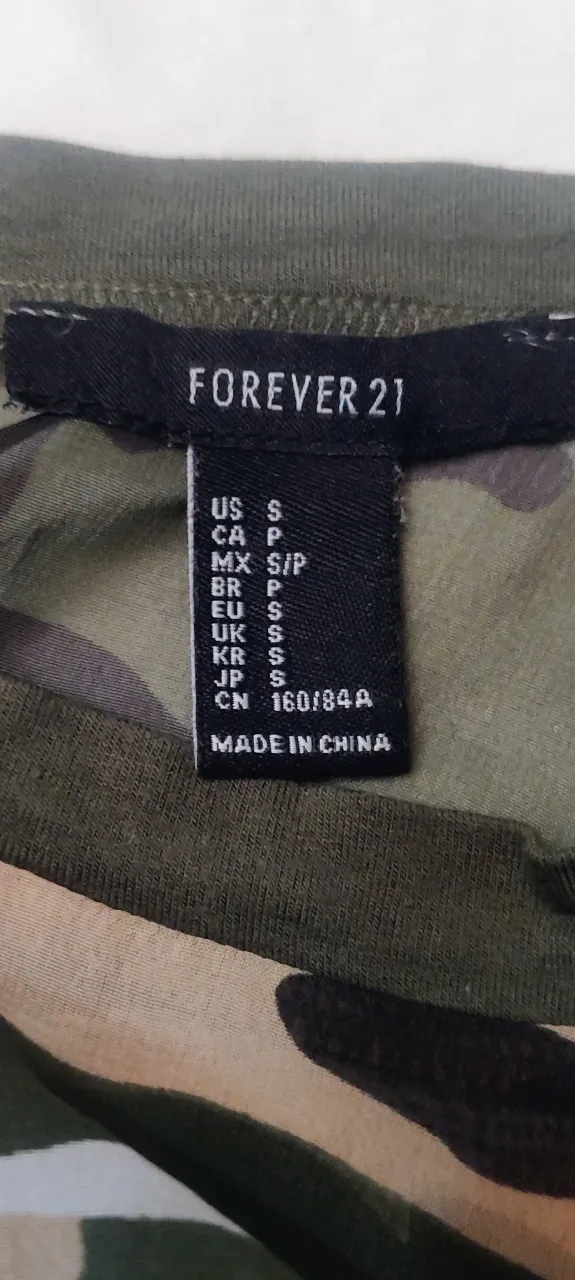 FOREVER 21
US S
CA P
MX S/P
BR P
EU S
UK S
KR S
JP S
CN 160/84A
MADE IN CHINA